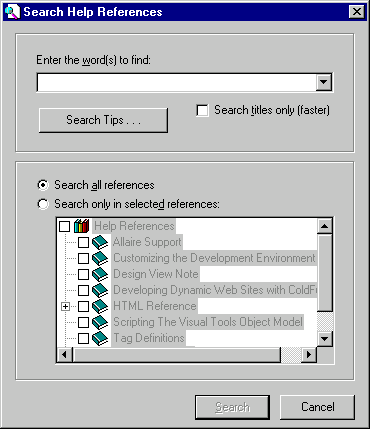 Search Help References
Enter the word(s) to find:
Search Tips . . .
Search titles only (faster)
Search all references
Search only in selected references:
Help References
Allaire Support
Customizing the Development Environment
Design View Note
Developing Dynamic Web Sites with ColdFu
HTML Reference
Scripting The Visual Tools Object Model
Tag Definitions
Search
Cancel